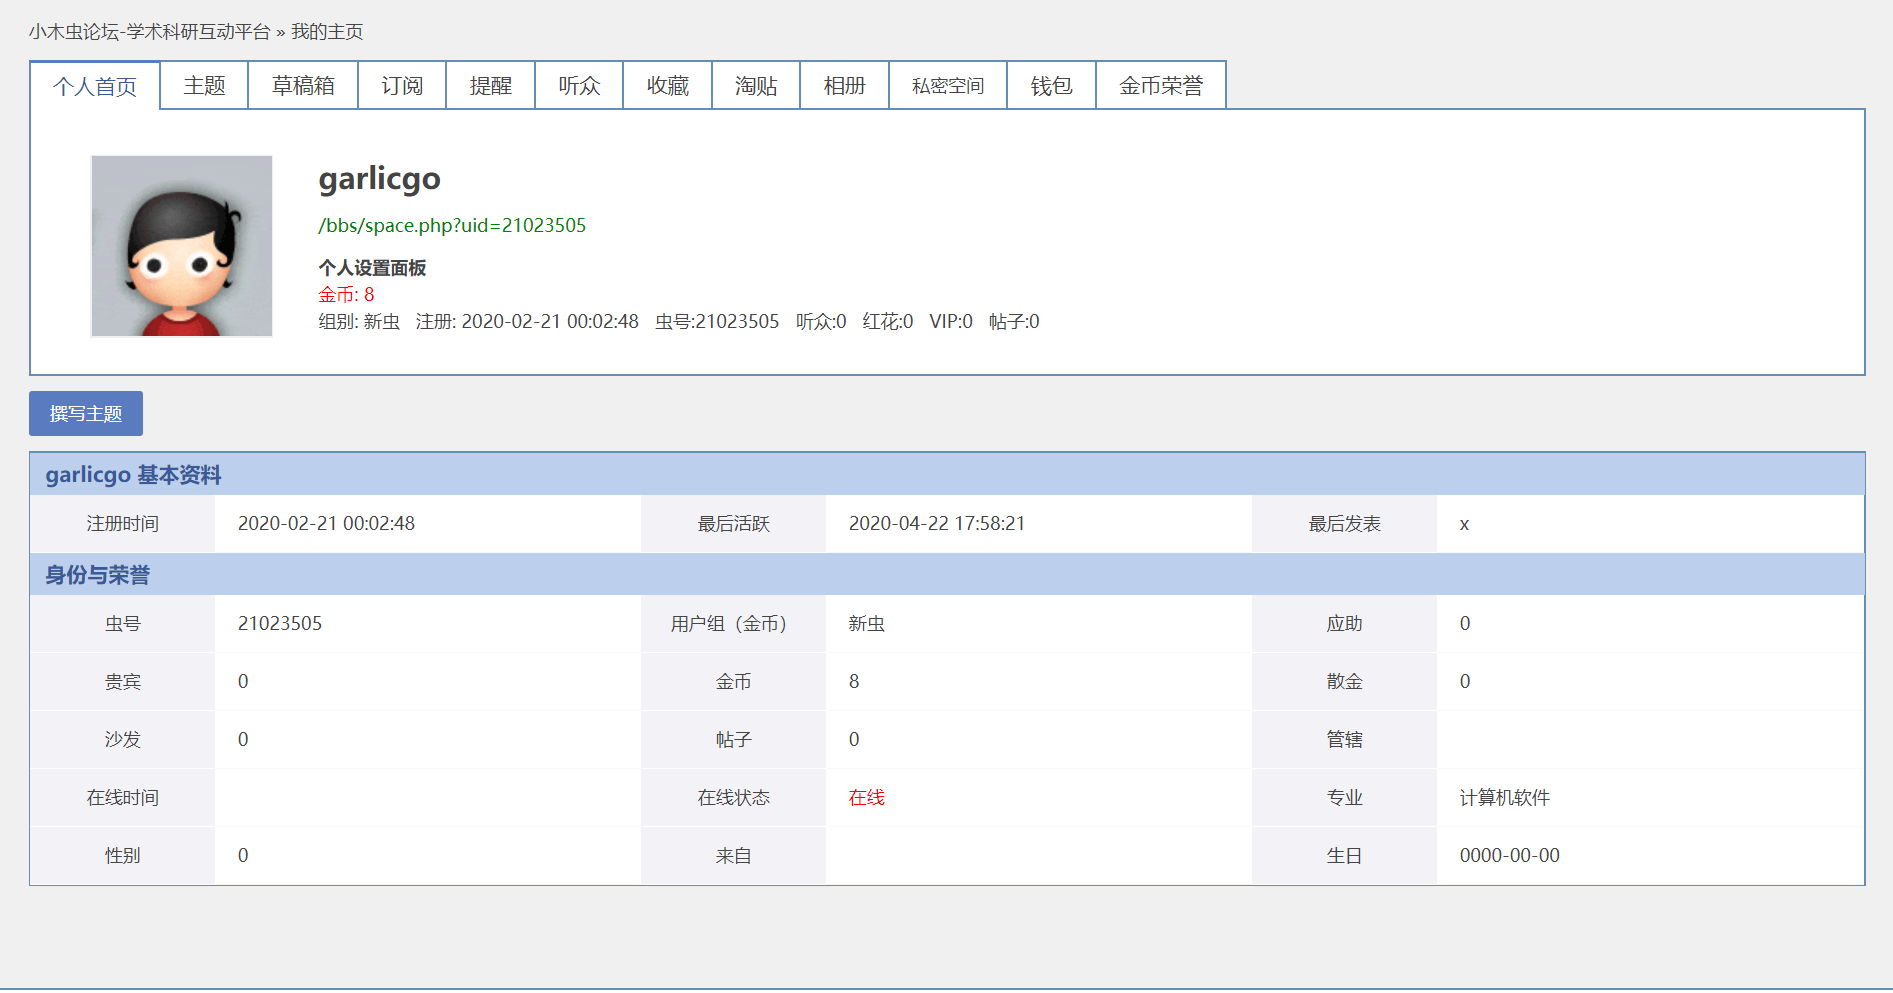 小木虫论坛-学术科研互动平台 » 我的主页
个人首页 主题 草稿箱 订阅 提醒 听众 收藏 淘贴 相册 私密空间 钱包 金币荣誉
garlicgo
/bbs/space.php?uid=21023505
个人设置面板
金币: 8
组别: 新虫 注册: 2020-02-21 00:02:48 虫号:21023505 听众:0 红花:0 VIP:0 帖子:0
撰写主题
garlicgo 基本资料
注册时间 2020-02-21 00:02:48 最后活跃 2020-04-22 17:58:21 最后发表 x
身份与荣誉
虫号 21023505 用户组（金币） 新虫 应助 0
贵宾 0 金币 8 散金 0
沙发 0 帖子 0 管辖
在线时间 在线状态 在线 专业 计算机软件
性别 0 来自 生日 0000-00-00